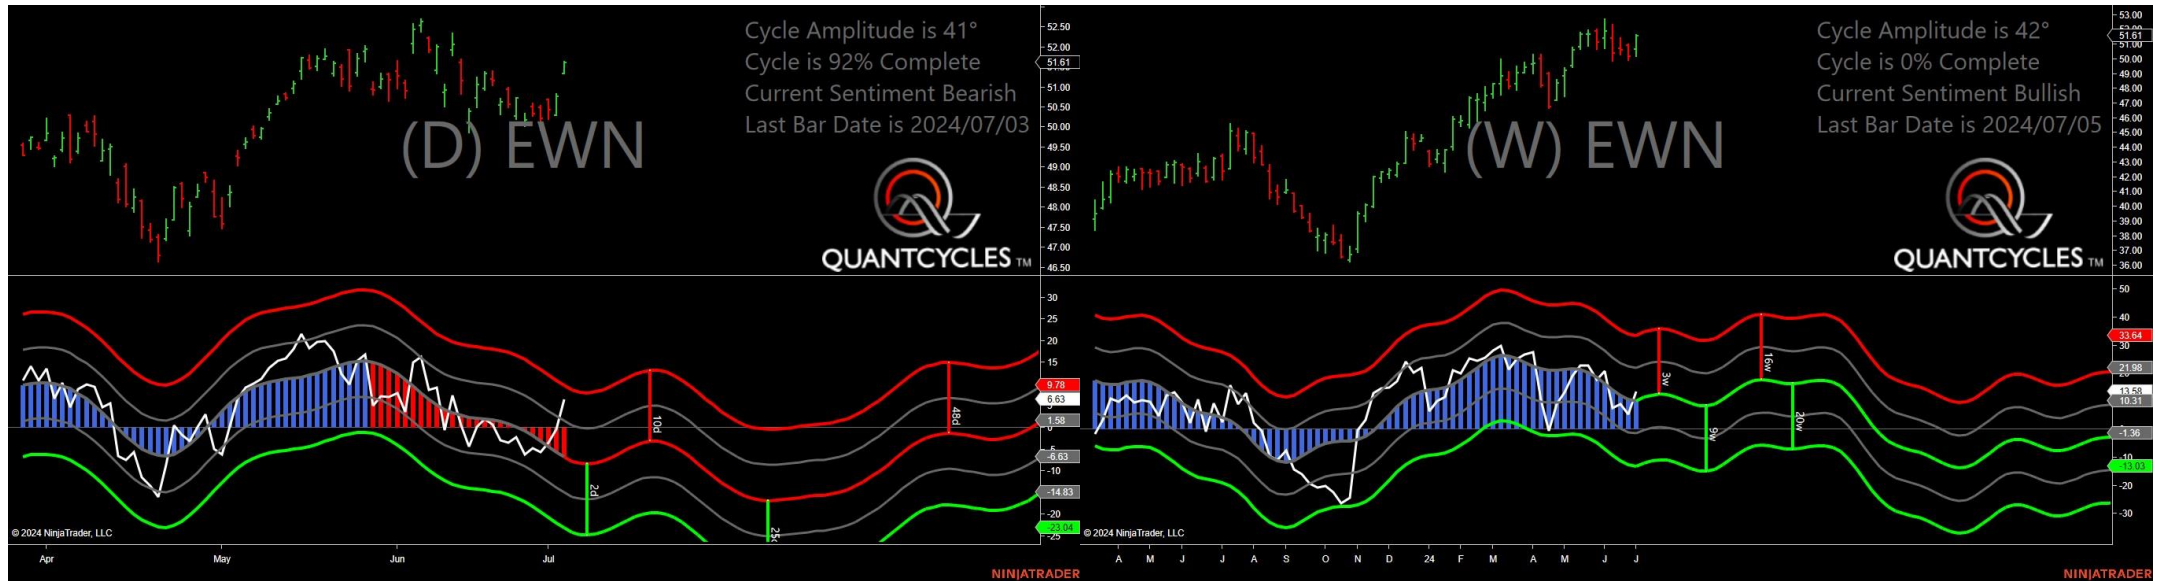 Cycle Amplitude is 41°
Cycle is 92% Complete
Current Sentiment Bearish
Last Bar Date is 2024/07/03
(D) EWN
QUANTCYCLES TM
52.50
52.00
51.61
51.00
50.50
50.00
49.50
49.00
48.50
48.00
47.50
47.00
46.50
30
25
20
15
9.78
6.63
1.58
-6.63
-10
-14.83
-20
-23.04
-25
2d
10d
48d
© 2024 NinjaTrader, LLC
Apr
May
Jun
Jul
NINJATRADER
Cycle Amplitude is 42°
Cycle is 0% Complete
Current Sentiment Bullish
Last Bar Date is 2024/07/05
(W) EWN
QUANTCYCLES TM
53.00
51.61
51.00
50.00
49.00
48.00
47.00
46.00
45.00
44.00
43.00
42.00
41.00
40.00
39.00
38.00
37.00
36.00
50
40
33.64
30
21.98
13.58
10.31
-1.36
-10
-13.03
-20
-30
3w
9w
16w
20w
© 2024 NinjaTrader, LLC
A M J J A S O N D 24 F M A M J J
NINJATRADER